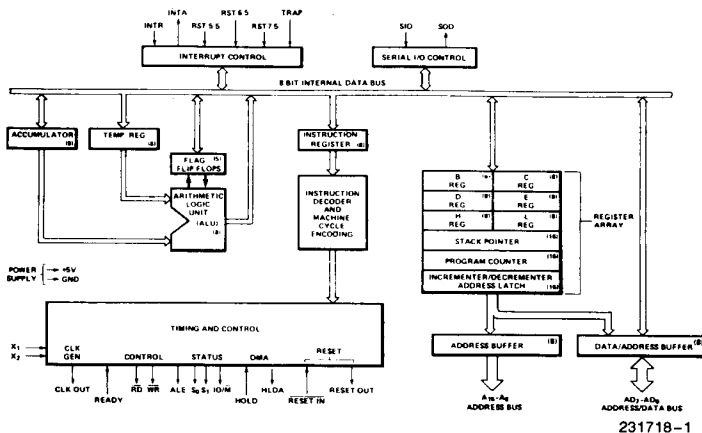 INTA RST 6 5 TRAP
INTR RST 5 5 RST 7 5
SID SOD
INTERRUPT CONTROL
SERIAL I/O CONTROL
8 BIT INTERNAL DATA BUS
ACCUMULATOR (8)
TEMP REG (8)
INSTRUCTION REGISTER (8)
FLAG (5)
FLIP FLOPS
ARITHMETIC
LOGIC
UNIT
(ALU)
(8)
INSTRUCTION
DECODER
AND
MACHINE
CYCLE
ENCODING
B (8)
REG
C (8)
REG
D (8)
REG
E (8)
REG
H (8)
REG
L (8)
REG
STACK POINTER (16)
PROGRAM COUNTER (16)
INCREMENTER/DECREMENTER
ADDRESS LATCH (16)
REGISTER
ARRAY
POWER
SUPPLY
+5V
GND
TIMING AND CONTROL
X1
X2
CLK
GEN
CONTROL STATUS DMA RESET
CLK OUT
READY
RD WR ALE S0 S1 IO/M
HOLD
HLDA
RESET IN
RESET OUT
ADDRESS BUFFER (8)
DATA/ADDRESS BUFFER (8)
A15-A8
ADDRESS BUS
AD7-AD0
ADDRESS/DATA BUS
231718-1